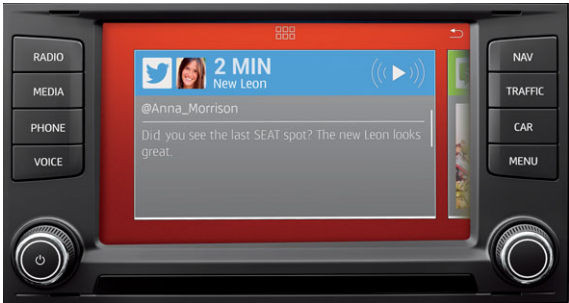 RADIO
MEDIA
PHONE
VOICE
2 MIN
New Leon
@Anna_Morrison
Did you see the last SEAT spot? The new Leon looks
great.
NAV
TRAFFIC
CAR
MENU